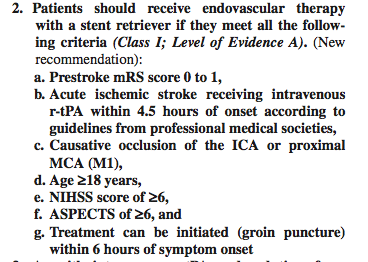 2. Patients should receive endovascular therapy
with a stent retriever if they meet all the follow-
ing criteria (Class I; Level of Evidence A). (New
recommendation):
a. Prestroke mRS score 0 to 1,
b. Acute ischemic stroke receiving intravenous
r-tPA within 4.5 hours of onset according to
guidelines from professional medical societies,
c. Causative occlusion of the ICA or proximal
MCA (M1),
d. Age ≥18 years,
e. NIHSS score of ≥6,
f. ASPECTS of ≥6, and
g. Treatment can be initiated (groin puncture)
within 6 hours of symptom onset